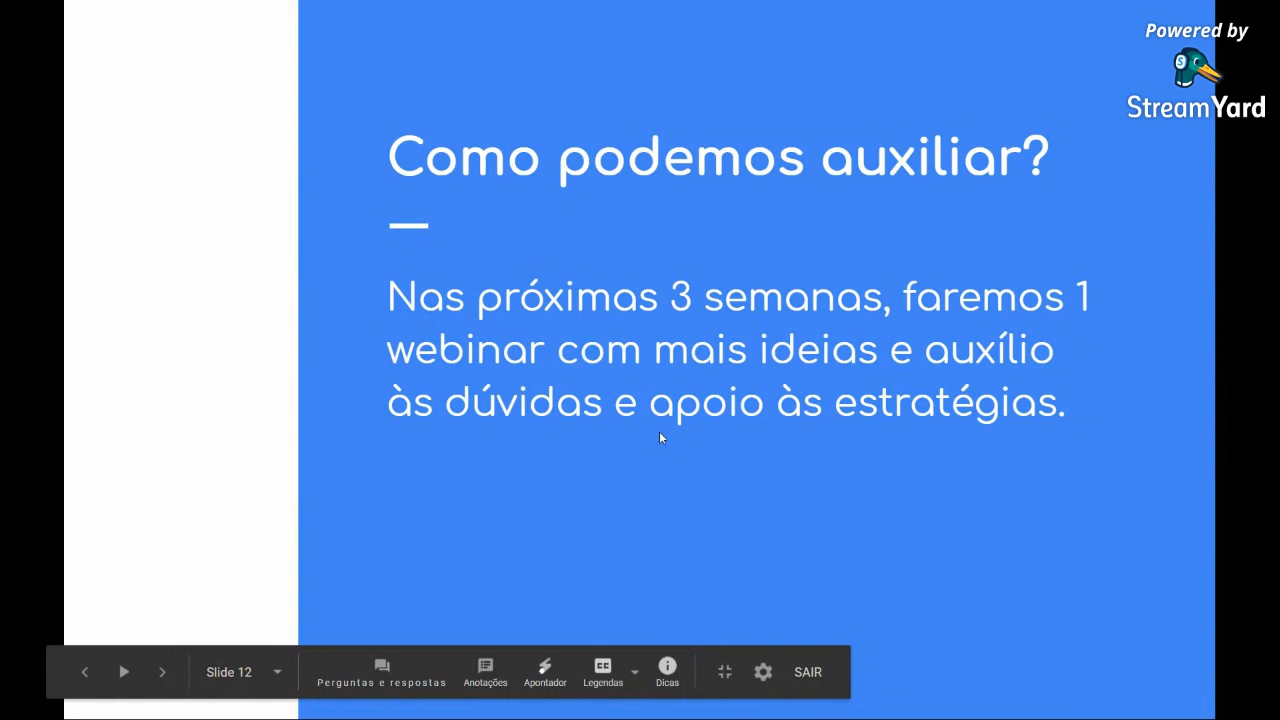 Powered by
S
StreamYard
Como podemos auxiliar?
Nas próximas 3 semanas, faremos 1
webinar com mais ideias e auxílio
às dúvidas e apoio às estratégias.
Slide 12
Perguntas e respostas
Anotações
Apontador
CC
Legendas
Dicas
SAIR